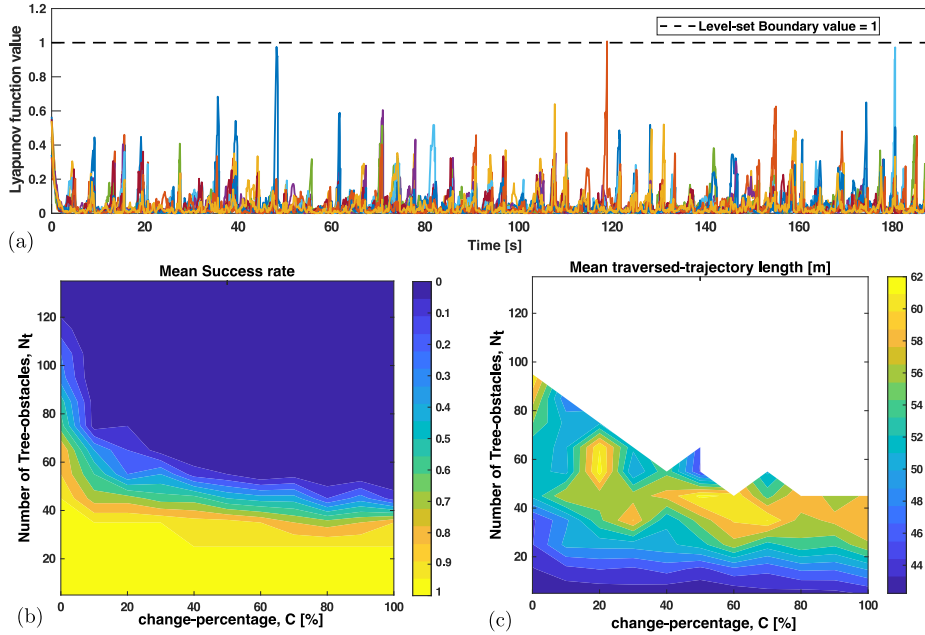 1.2
1
0.8
0.6
0.4
0.2
0
Lyapunov function value
Level-set Boundary value = 1
0 20 40 60 80 100 120 140 160 180
Time [s]
(a)
Mean Success rate
Number of Tree-obstacles, Nt
120
100
80
60
40
20
0 20 40 60 80 100
change-percentage, C [%]
0
0.1
0.2
0.3
0.4
0.5
0.6
0.7
0.8
0.9
1
(b)
Mean traversed-trajectory length [m]
Number of Tree-obstacles, Nt
120
100
80
60
40
20
0 20 40 60 80 100
change-percentage, C [%]
62
60
58
56
54
52
50
48
46
44
(c)